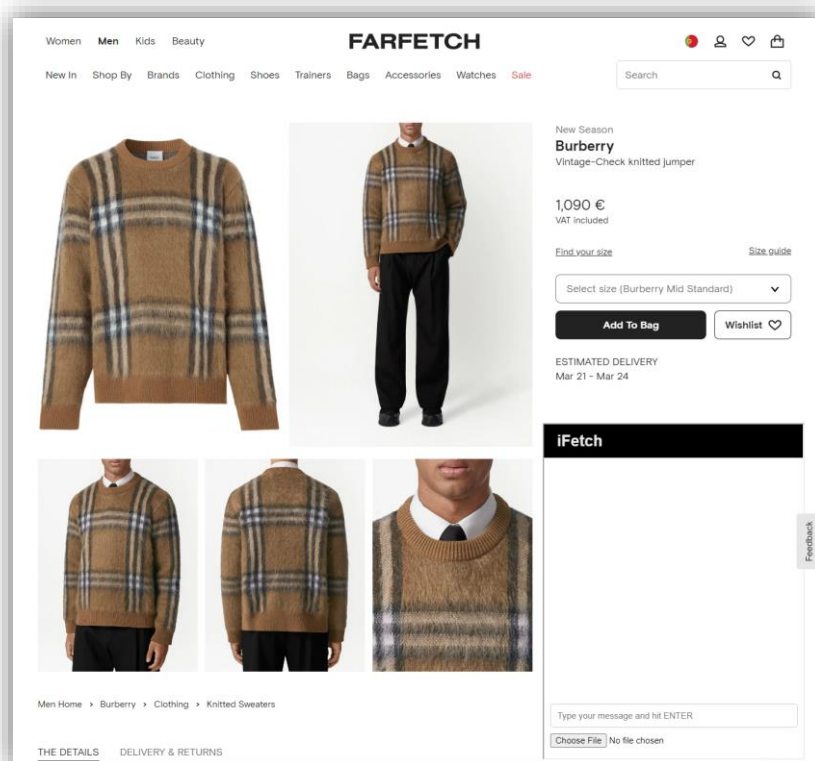 Women Men Kids Beauty
FARFETCH
New In Shop By Brands Clothing Shoes Trainers Bags Accessories Watches Sale
Search
New Season
Burberry
Vintage-Check knitted jumper
1,090 €
VAT included
Find your size Size guide
Select size (Burberry Mid Standard)
Add To Bag Wishlist
ESTIMATED DELIVERY
Mar 21 - Mar 24
iFetch
Feedback
Type your message and hit ENTER
Choose File No file chosen
Men Home > Burberry > Clothing > Knitted Sweaters
THE DETAILS DELIVERY & RETURNS